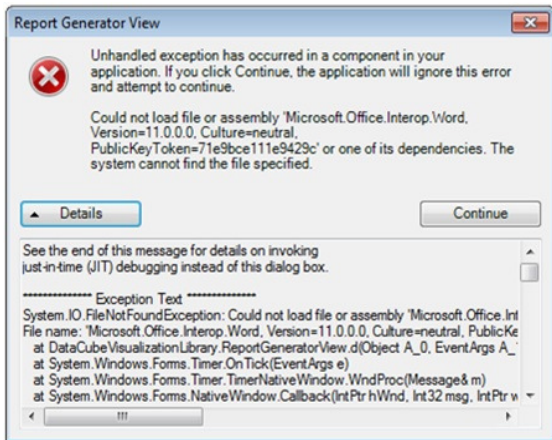 Report Generator View
Unhandled exception has occurred in a component in your
application. If you click Continue, the application will ignore this error
and attempt to continue.
Could not load file or assembly 'Microsoft.Office.Interop.Word,
Version=11.0.0.0, Culture=neutral,
PublicKeyToken=71e9bce111e9429c' or one of its dependencies. The
system cannot find the file specified.
Details
Continue
See the end of this message for details on invoking
just-in-time (JIT) debugging instead of this dialog box.
************** Exception Text **************
System.IO.FileNotFoundException: Could not load file or assembly 'Microsoft.Office.Int
File name: 'Microsoft.Office.Interop.Word, Version=11.0.0.0, Culture=neutral, PublicKe
at DataCubeVisualizationLibrary.ReportGeneratorView.d(Object A_0, EventArgs A_
at System.Windows.Forms.Timer.OnTick(EventArgs e)
at System.Windows.Forms.Timer.TimerNativeWindow.WndProc(Message& m)
at System.Windows.Forms.NativeWindow.Callback(IntPtr hWnd, Int32 msg, IntPtr w